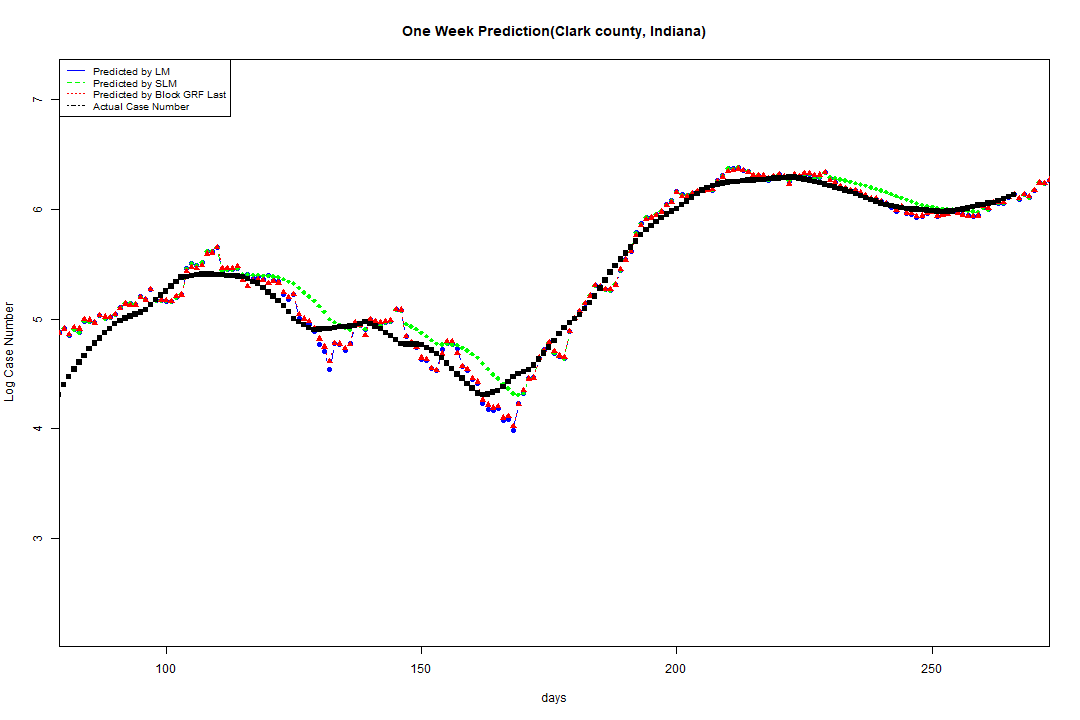 One Week Prediction(Clark county, Indiana)
Predicted by LM
Predicted by SLM
Predicted by Block GRF Last
Actual Case Number
7
6
5
4
3
Log Case Number
100 150 200 250
days